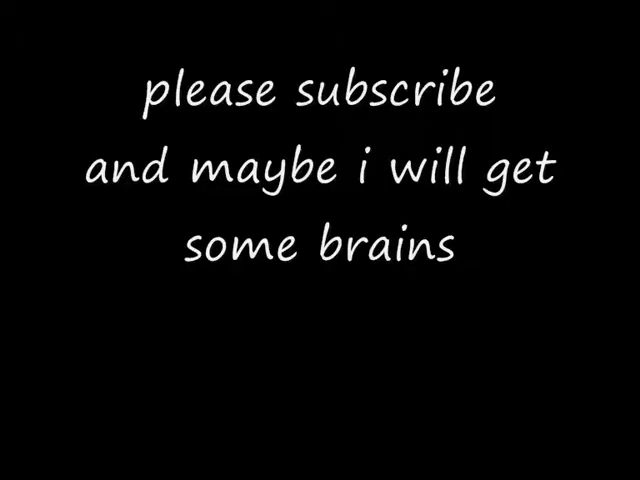 please subscribe
and maybe i will get
some brains